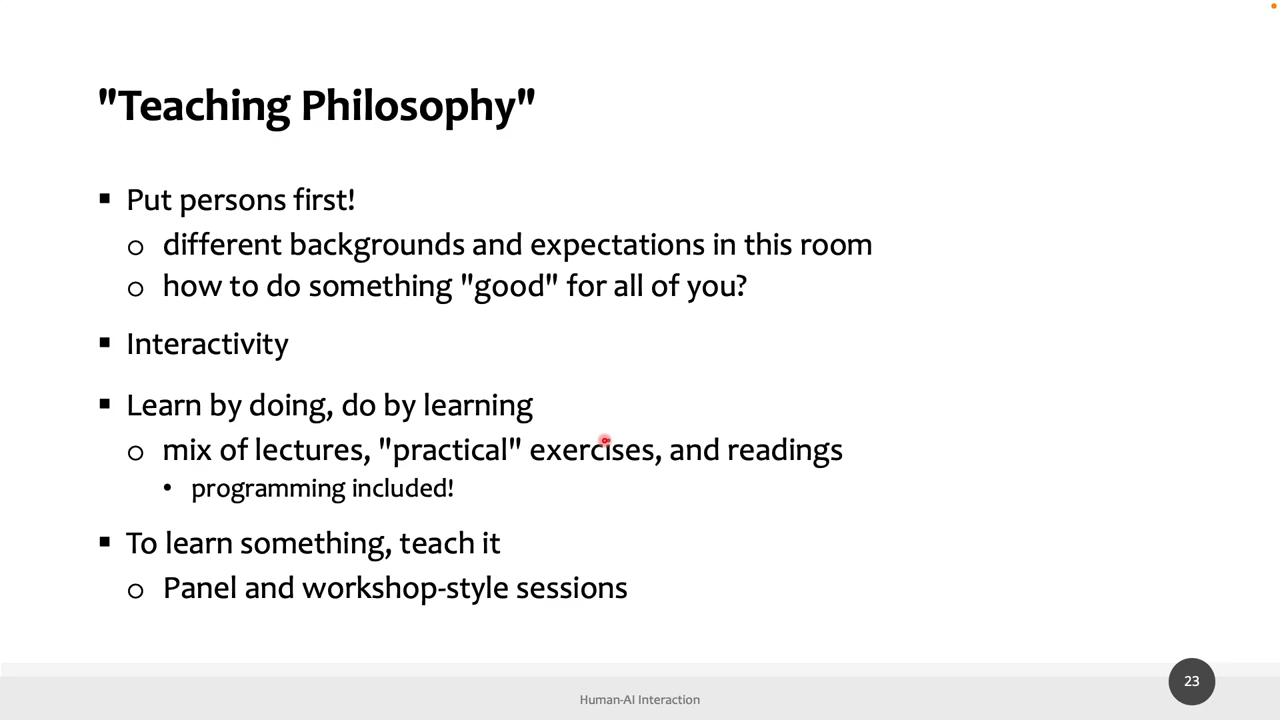 "Teaching Philosophy"
▪ Put persons first!
o different backgrounds and expectations in this room
o how to do something "good" for all of you?
▪ Interactivity
▪ Learn by doing, do by learning
o mix of lectures, "practical" exercises, and readings
• programming included!
▪ To learn something, teach it
o Panel and workshop-style sessions
Human-AI Interaction
23